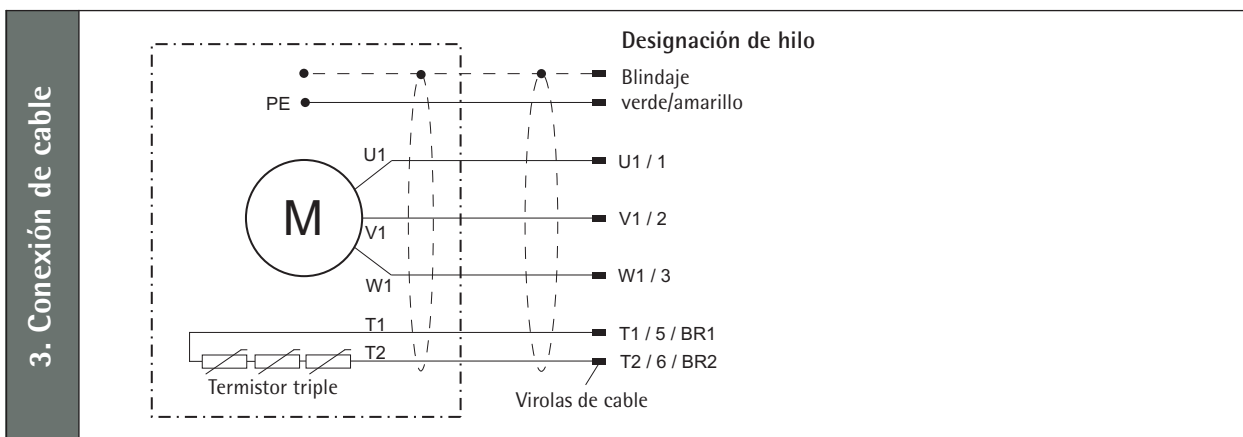 3. Conexión de cable
Designación de hilo
Blindaje
PE
verde/amarillo
U1
U1 / 1
M
V1
V1 / 2
W1
W1 / 3
T1
T1 / 5 / BR1
T2
T2 / 6 / BR2
Termistor triple
Virolas de cable